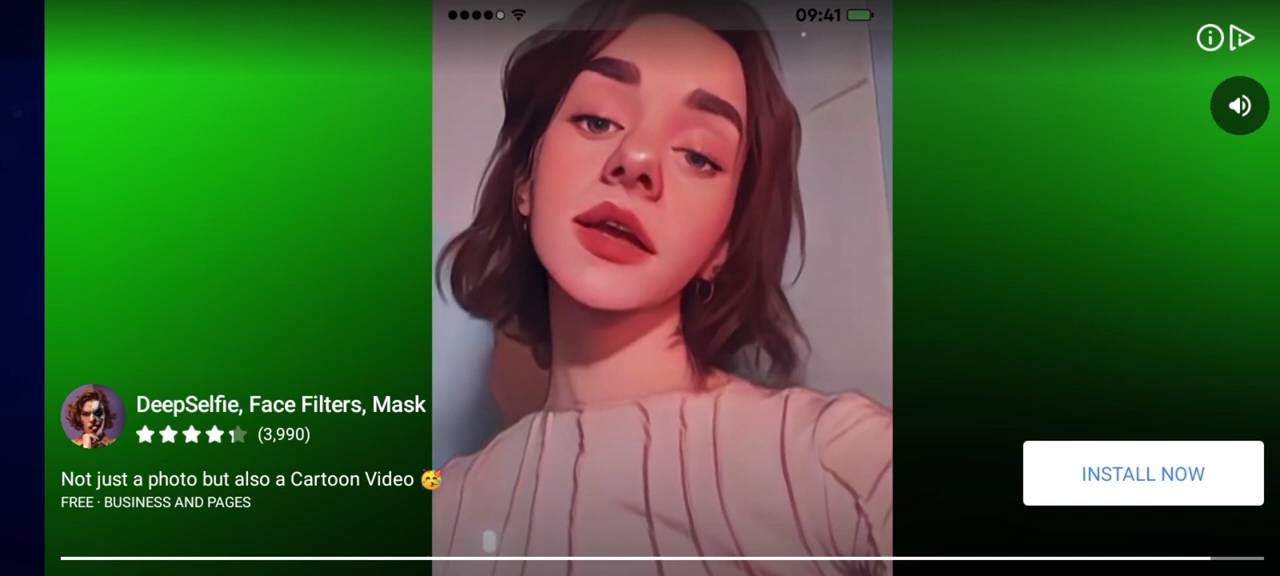 09:41
DeepSelfie, Face Filters, Mask
(3,990)
Not just a photo but also a Cartoon Video 🥳
FREE · BUSINESS AND PAGES
INSTALL NOW